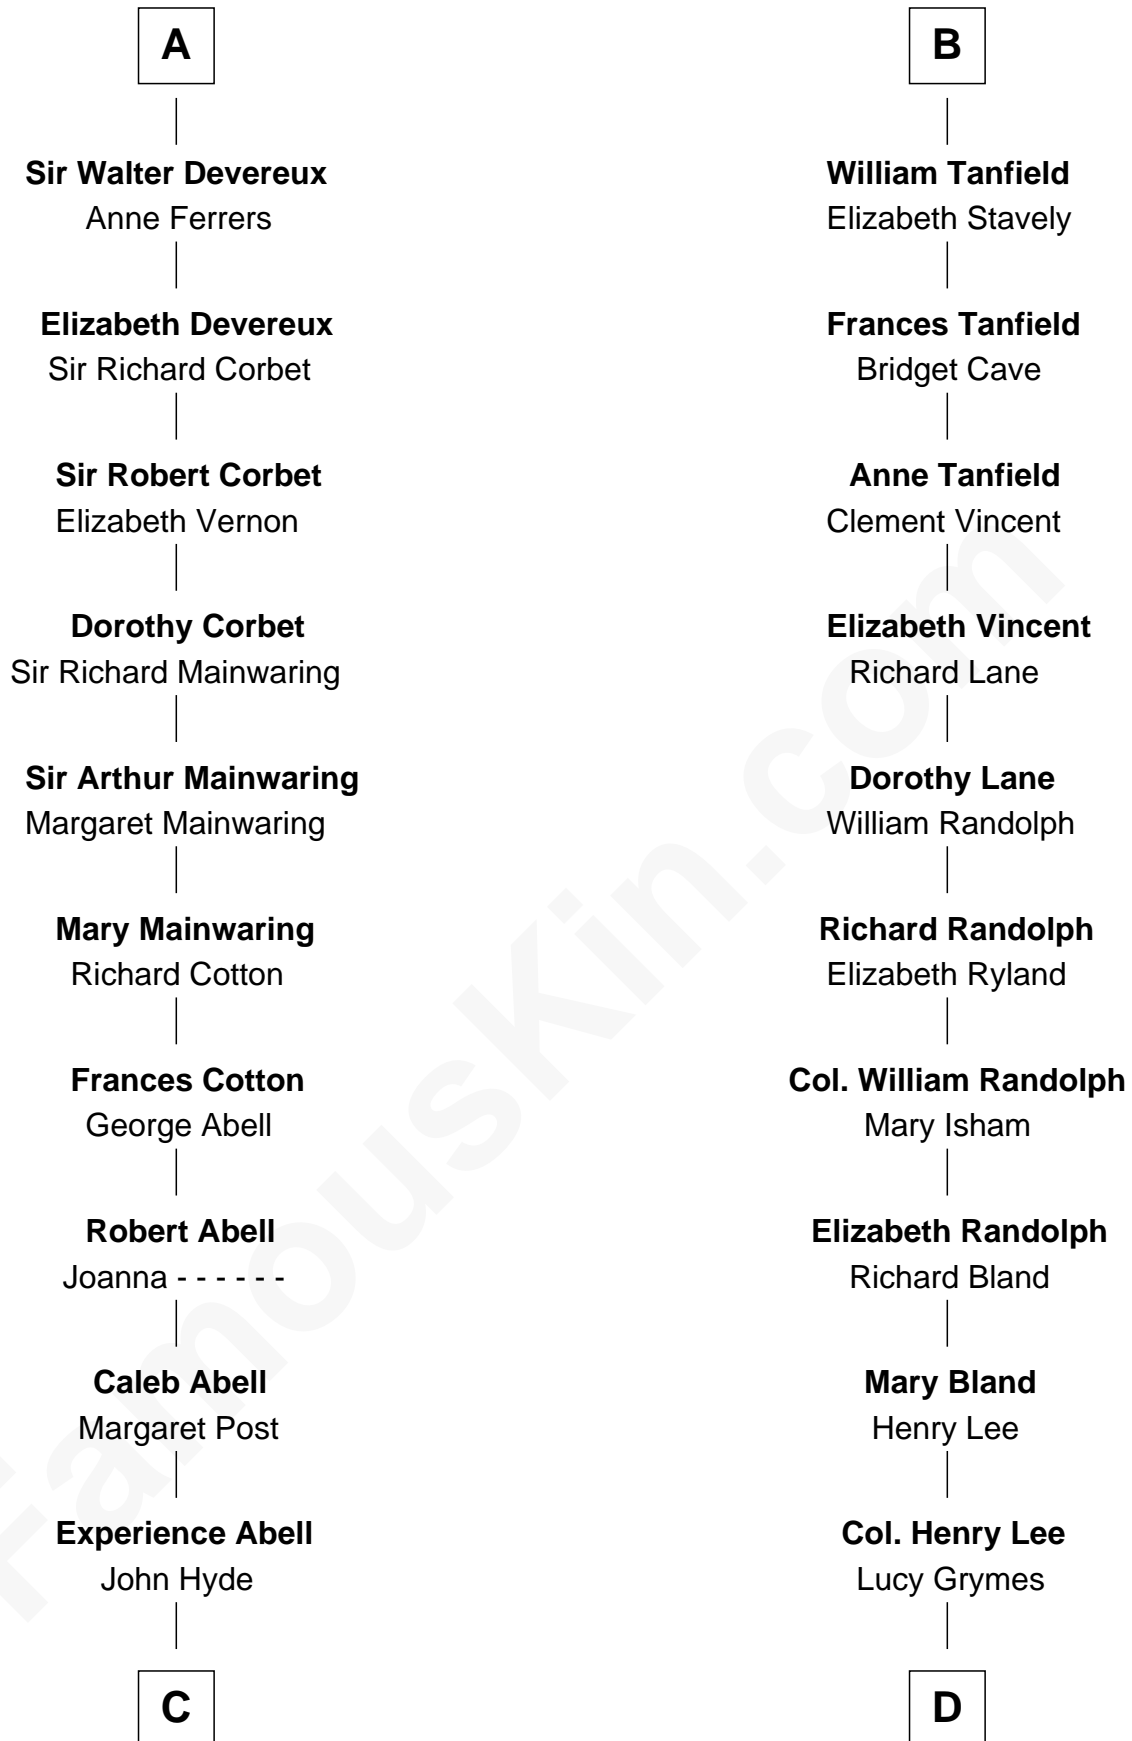 A
Sir Walter Devereux
Anne Ferrers
Elizabeth Devereux
Sir Richard Corbet
Sir Robert Corbet
Elizabeth Vernon
Dorothy Corbet
Sir Richard Mainwaring
Sir Arthur Mainwaring
Margaret Mainwaring
Mary Mainwaring
Richard Cotton
Frances Cotton
George Abell
Robert Abell
Joanna - - - - - -
Caleb Abell
Margaret Post
Experience Abell
John Hyde
C
B
William Tanfield
Elizabeth Stavely
Frances Tanfield
Bridget Cave
Anne Tanfield
Clement Vincent
Elizabeth Vincent
Richard Lane
Dorothy Lane
William Randolph
Richard Randolph
Elizabeth Ryland
Col. William Randolph
Mary Isham
Elizabeth Randolph
Richard Bland
Mary Bland
Henry Lee
Col. Henry Lee
Lucy Grymes
D
FamousKin.com